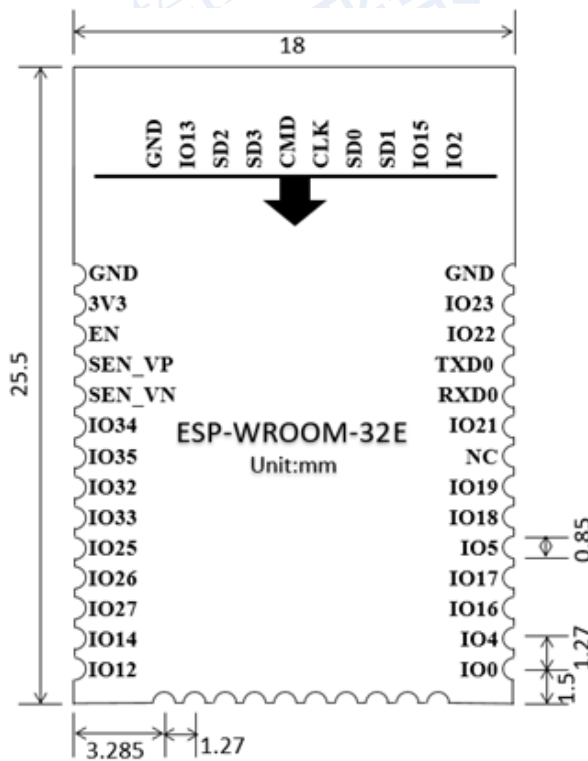 18
GND IO13 SD2 SD3 CMD CLK SD0 SD1 IO15 IO2
25.5
GND GND
3V3 IO23
EN IO22
SEN_VP TXD0
SEN_VN RXD0
IO34 IO21
ESP-WROOM-32E
IO35 NC
Unit:mm
IO32 IO19
IO33 IO18
IO25 IO5
0.85
IO26 IO17
IO27 IO16
IO14 IO4
1.27
IO12 IO0
1.5
3.285 1.27